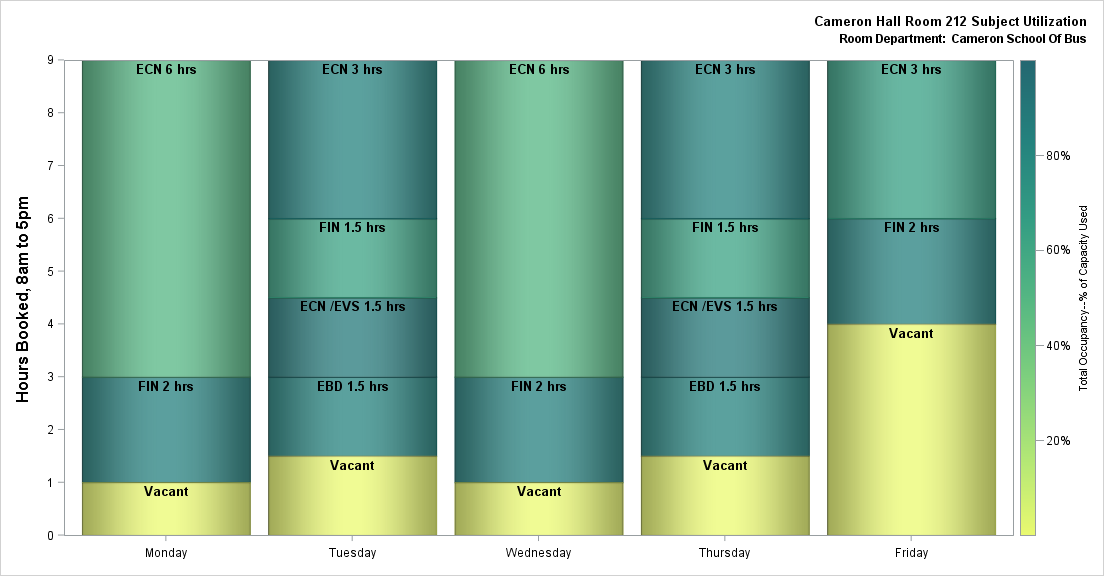 Cameron Hall Room 212 Subject Utilization
Room Department: Cameron School Of Bus
Hours Booked, 8am to 5pm
9
8
7
6
5
4
3
2
1
0
ECN 6 hrs
FIN 2 hrs
Vacant
ECN 3 hrs
FIN 1.5 hrs
ECN /EVS 1.5 hrs
EBD 1.5 hrs
Vacant
ECN 6 hrs
FIN 2 hrs
Vacant
ECN 3 hrs
FIN 1.5 hrs
ECN /EVS 1.5 hrs
EBD 1.5 hrs
Vacant
ECN 3 hrs
FIN 2 hrs
Vacant
Monday
Tuesday
Wednesday
Thursday
Friday
80%
60%
40%
20%
Total Occupancy--% of Capacity Used